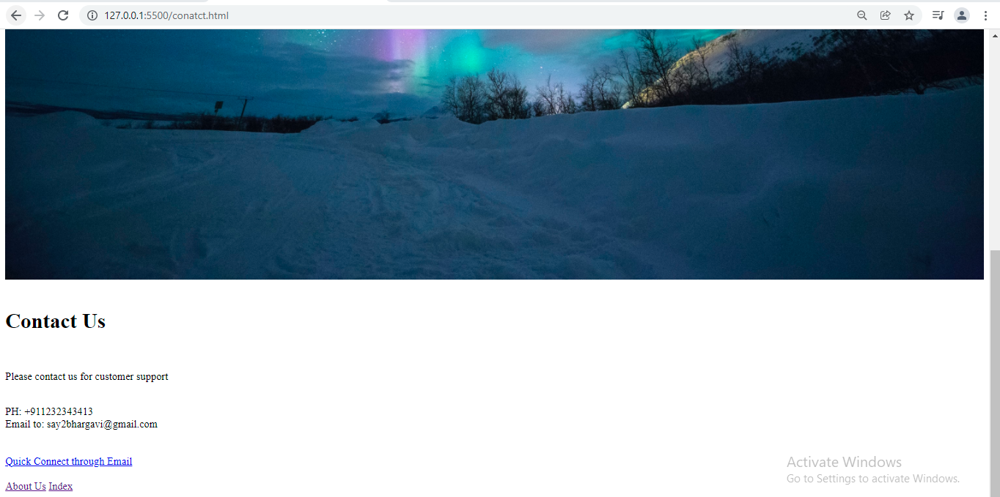 127.0.0.1:5500/conatct.html
Contact Us
Please contact us for customer support
PH: +911232343413
Email to: say2bhargavi@gmail.com
Quick Connect through Email
About Us Index
Activate Windows
Go to Settings to activate Windows.